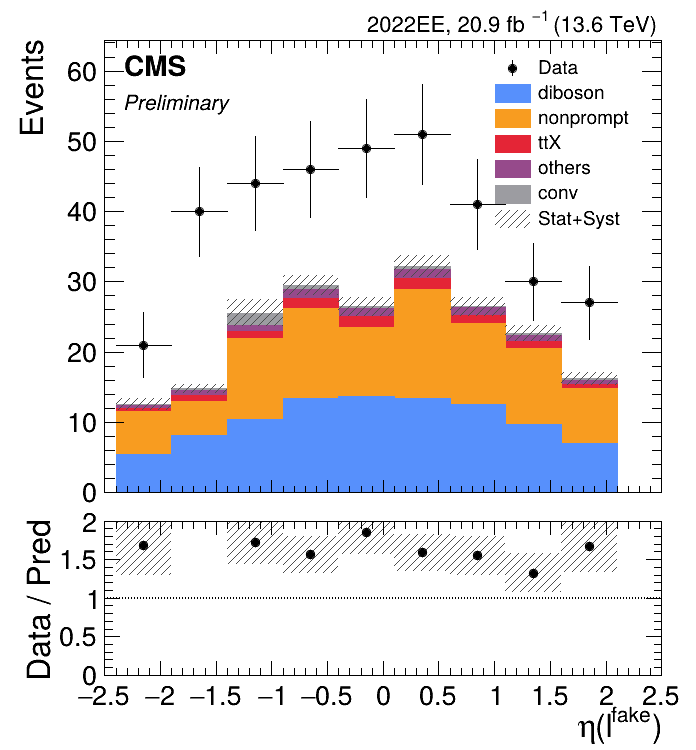 2022EE, 20.9 fb⁻¹ (13.6 TeV)
CMS
Preliminary
Events
60
50
40
30
20
10
0
Data
diboson
nonprompt
ttX
others
conv
Stat+Syst
Data / Pred
2
1.5
1
0.5
0
−2.5 −2 −1.5 −1 −0.5 0 0.5 1 1.5 2 2.5
η(l^fake)